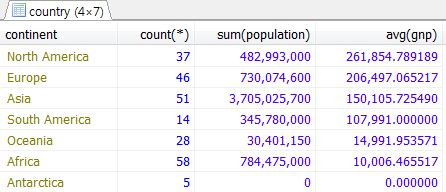 country (4×7)
continent count(*) sum(population) avg(gnp)
North America 37 482,993,000 261,854.789189
Europe 46 730,074,600 206,497.065217
Asia 51 3,705,025,700 150,105.725490
South America 14 345,780,000 107,991.000000
Oceania 28 30,401,150 14,991.953571
Africa 58 784,475,000 10,006.465517
Antarctica 5 0 0.000000